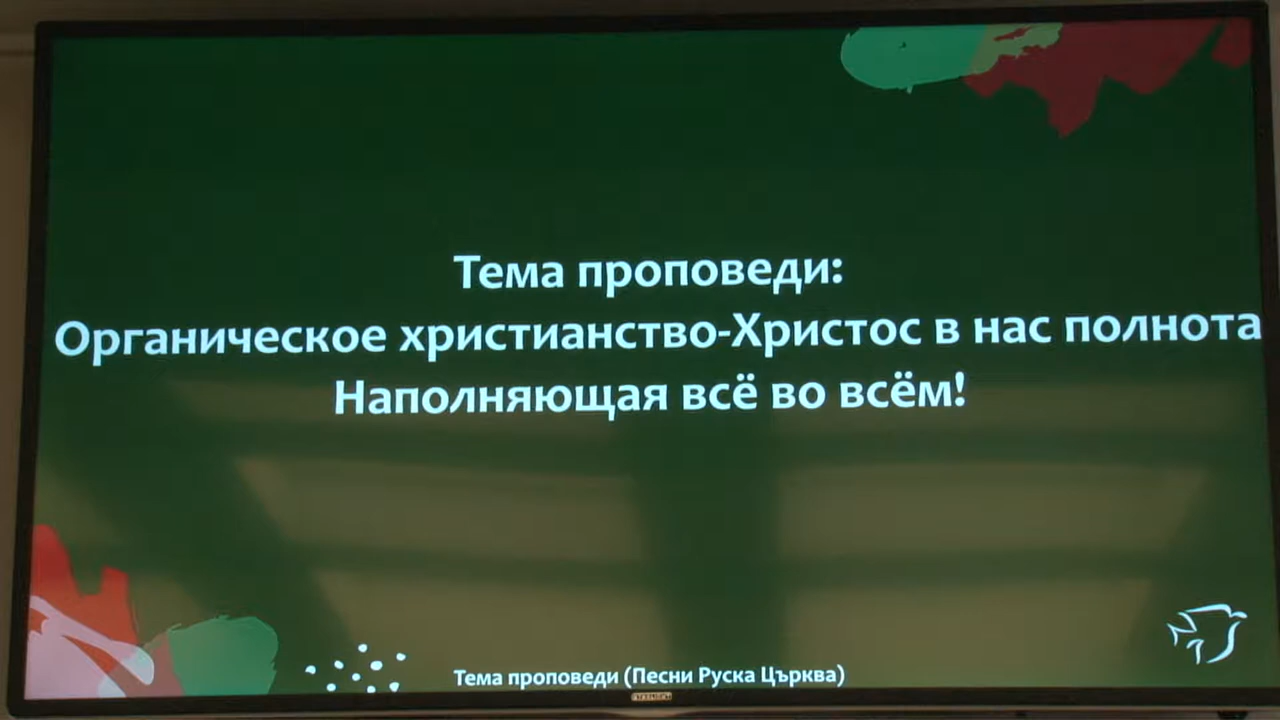 Тема проповеди:
Органическое христианство-Христос в нас полнота
Наполняющая всё во всём!
Тема проповеди (Песни Руска Църква)